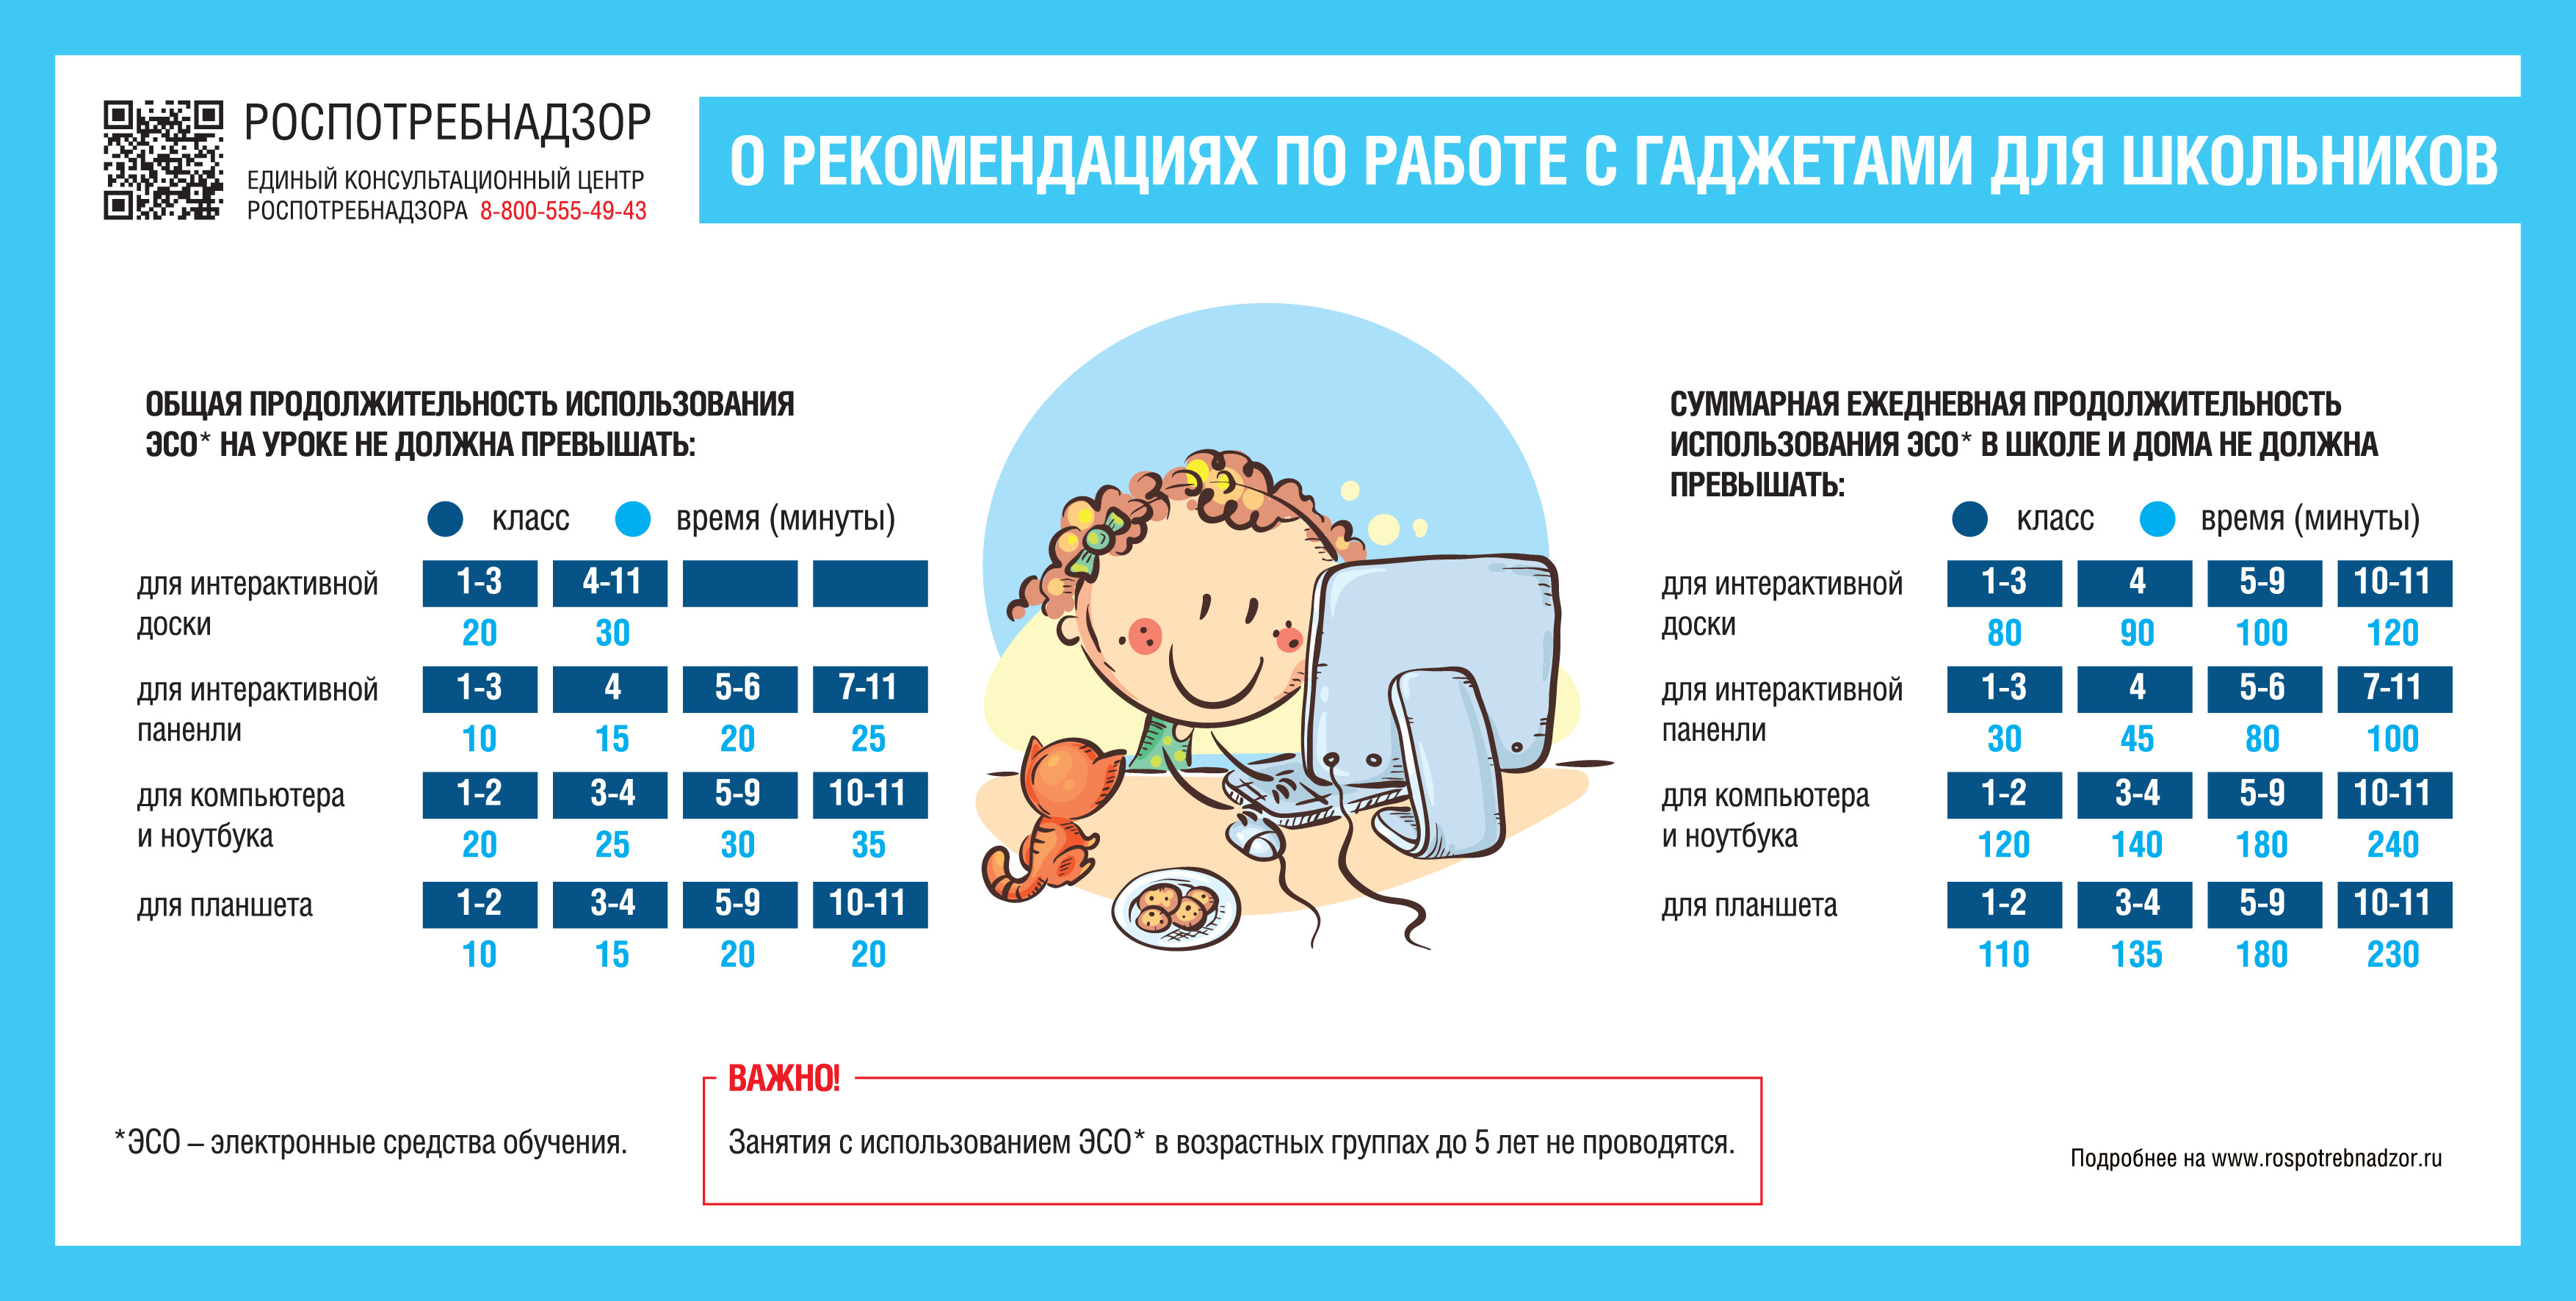 РОСПОТРЕБНАДЗОР
ЕДИНЫЙ КОНСУЛЬТАЦИОННЫЙ ЦЕНТР
РОСПОТРЕБНАДЗОРА 8-800-555-49-43
О РЕКОМЕНДАЦИЯХ ПО РАБОТЕ С ГАДЖЕТАМИ ДЛЯ ШКОЛЬНИКОВ
ОБЩАЯ ПРОДОЛЖИТЕЛЬНОСТЬ ИСПОЛЬЗОВАНИЯ
ЭСО* НА УРОКЕ НЕ ДОЛЖНА ПРЕВЫШАТЬ:
класс время (минуты)
для интерактивной
доски
1-3 4-11
20 30
для интерактивной
паненли
1-3 4 5-6 7-11
10 15 20 25
для компьютера
и ноутбука
1-2 3-4 5-9 10-11
20 25 30 35
для планшета
1-2 3-4 5-9 10-11
10 15 20 20
СУММАРНАЯ ЕЖЕДНЕВНАЯ ПРОДОЛЖИТЕЛЬНОСТЬ
ИСПОЛЬЗОВАНИЯ ЭСО* В ШКОЛЕ И ДОМА НЕ ДОЛЖНА
ПРЕВЫШАТЬ:
класс время (минуты)
для интерактивной
доски
1-3 4 5-9 10-11
80 90 100 120
для интерактивной
паненли
1-3 4 5-6 7-11
30 45 80 100
для компьютера
и ноутбука
1-2 3-4 5-9 10-11
120 140 180 240
для планшета
1-2 3-4 5-9 10-11
110 135 180 230
*ЭСО – электронные средства обучения.
ВАЖНО!
Занятия с использованием ЭСО* в возрастных группах до 5 лет не проводятся.
Подробнее на www.rospotrebnadzor.ru